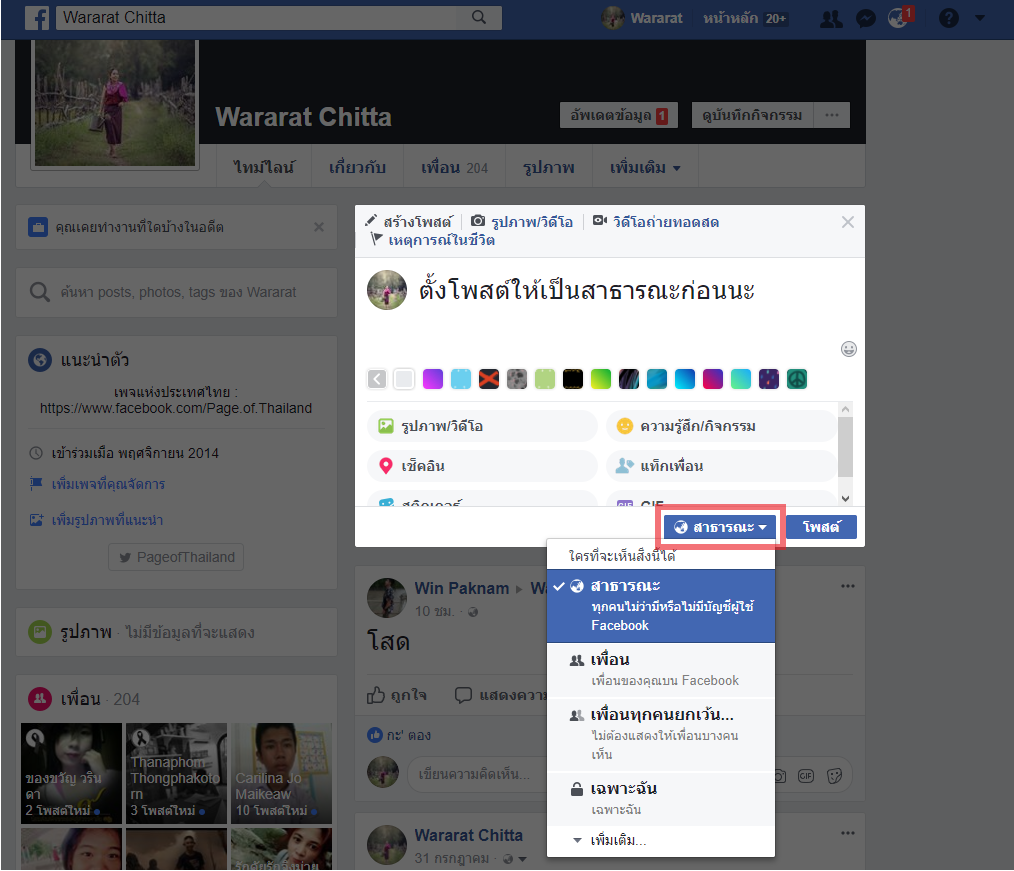 Wararat Chitta
Wararat
หน้าหลัก 20+
1
Wararat Chitta
อัพเดตข้อมูล 1
ดูบันทึกกิจกรรม
ไทม์ไลน์
เกี่ยวกับ
เพื่อน 204
รูปภาพ
เพิ่มเติม
คุณเคยทำงานที่ใดบ้างในอดีต
ค้นหา posts, photos, tags ของ Wararat
แนะนำตัว
เพจแห่งประเทศไทย :
https://www.facebook.com/Page.of.Thailand
เข้าร่วมเมื่อ พฤศจิกายน 2014
เพิ่มเพจที่คุณจัดการ
เพิ่มรูปภาพที่แนะนำ
PageofThailand
รูปภาพ · ไม่มีข้อมูลที่จะแสดง
เพื่อน · 204
ของขวัญ วริน
ดา
2 โพสต์ใหม่
Thanaphorn
Thongphakoto
rn
3 โพสต์ใหม่
Carilina Jo
Maikeaw
10 โพสต์ใหม่
สร้างโพสต์
รูปภาพ/วิดีโอ
วิดีโอถ่ายทอดสด
เหตุการณ์ในชีวิต
ตั้งโพสต์ให้เป็นสาธารณะก่อนนะ
รูปภาพ/วิดีโอ
ความรู้สึก/กิจกรรม
เช็คอิน
แท็กเพื่อน
สติกเกอร์
GIF
สาธารณะ
โพสต์
ใครที่จะเห็นสิ่งนี้ได้
สาธารณะ
ทุกคนไม่ว่ามีหรือไม่มีบัญชีผู้ใช้
Facebook
เพื่อน
เพื่อนของคุณบน Facebook
เพื่อนทุกคนยกเว้น...
ไม่ต้องแสดงให้เพื่อนบางคน
เห็น
เฉพาะฉัน
เฉพาะฉัน
เพิ่มเติม...
Win Paknam
10 ชม. ·
โสด
ถูกใจ
แสดงความ
กะ' ตอง
เขียนความคิดเห็น...
GIF
Wararat Chitta
31 กรกฎาคม ·